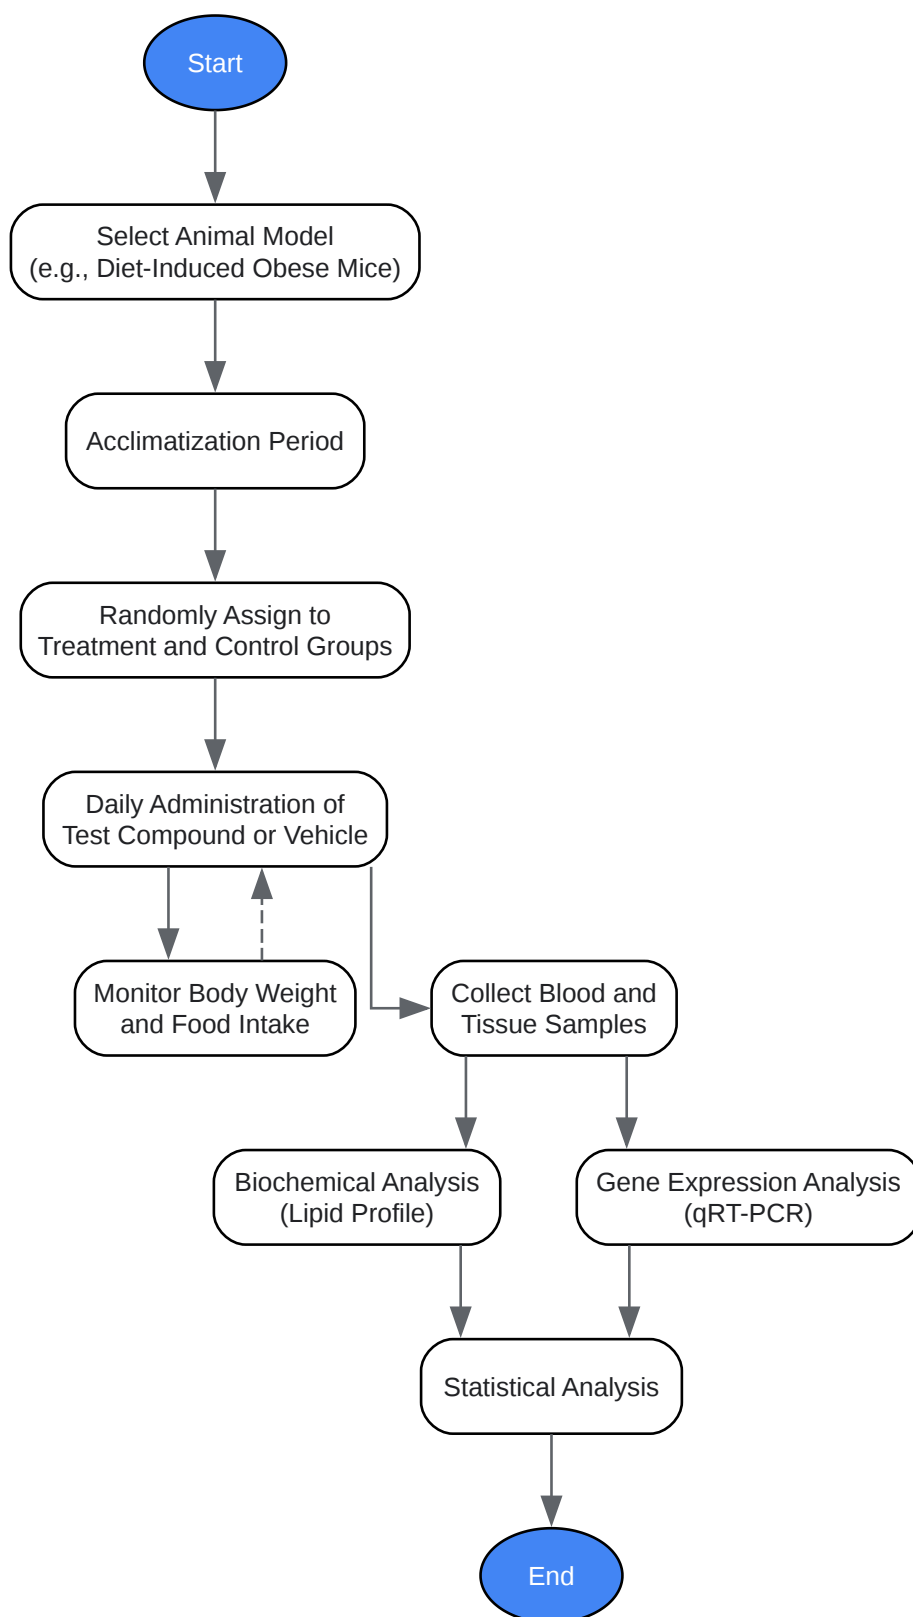 Start
Select Animal Model
(e.g., Diet-Induced Obese Mice)
Acclimatization Period
Randomly Assign to
Treatment and Control Groups
Daily Administration of
Test Compound or Vehicle
Monitor Body Weight
and Food Intake
Collect Blood and
Tissue Samples
Biochemical Analysis
(Lipid Profile)
Gene Expression Analysis
(qRT-PCR)
Statistical Analysis
End